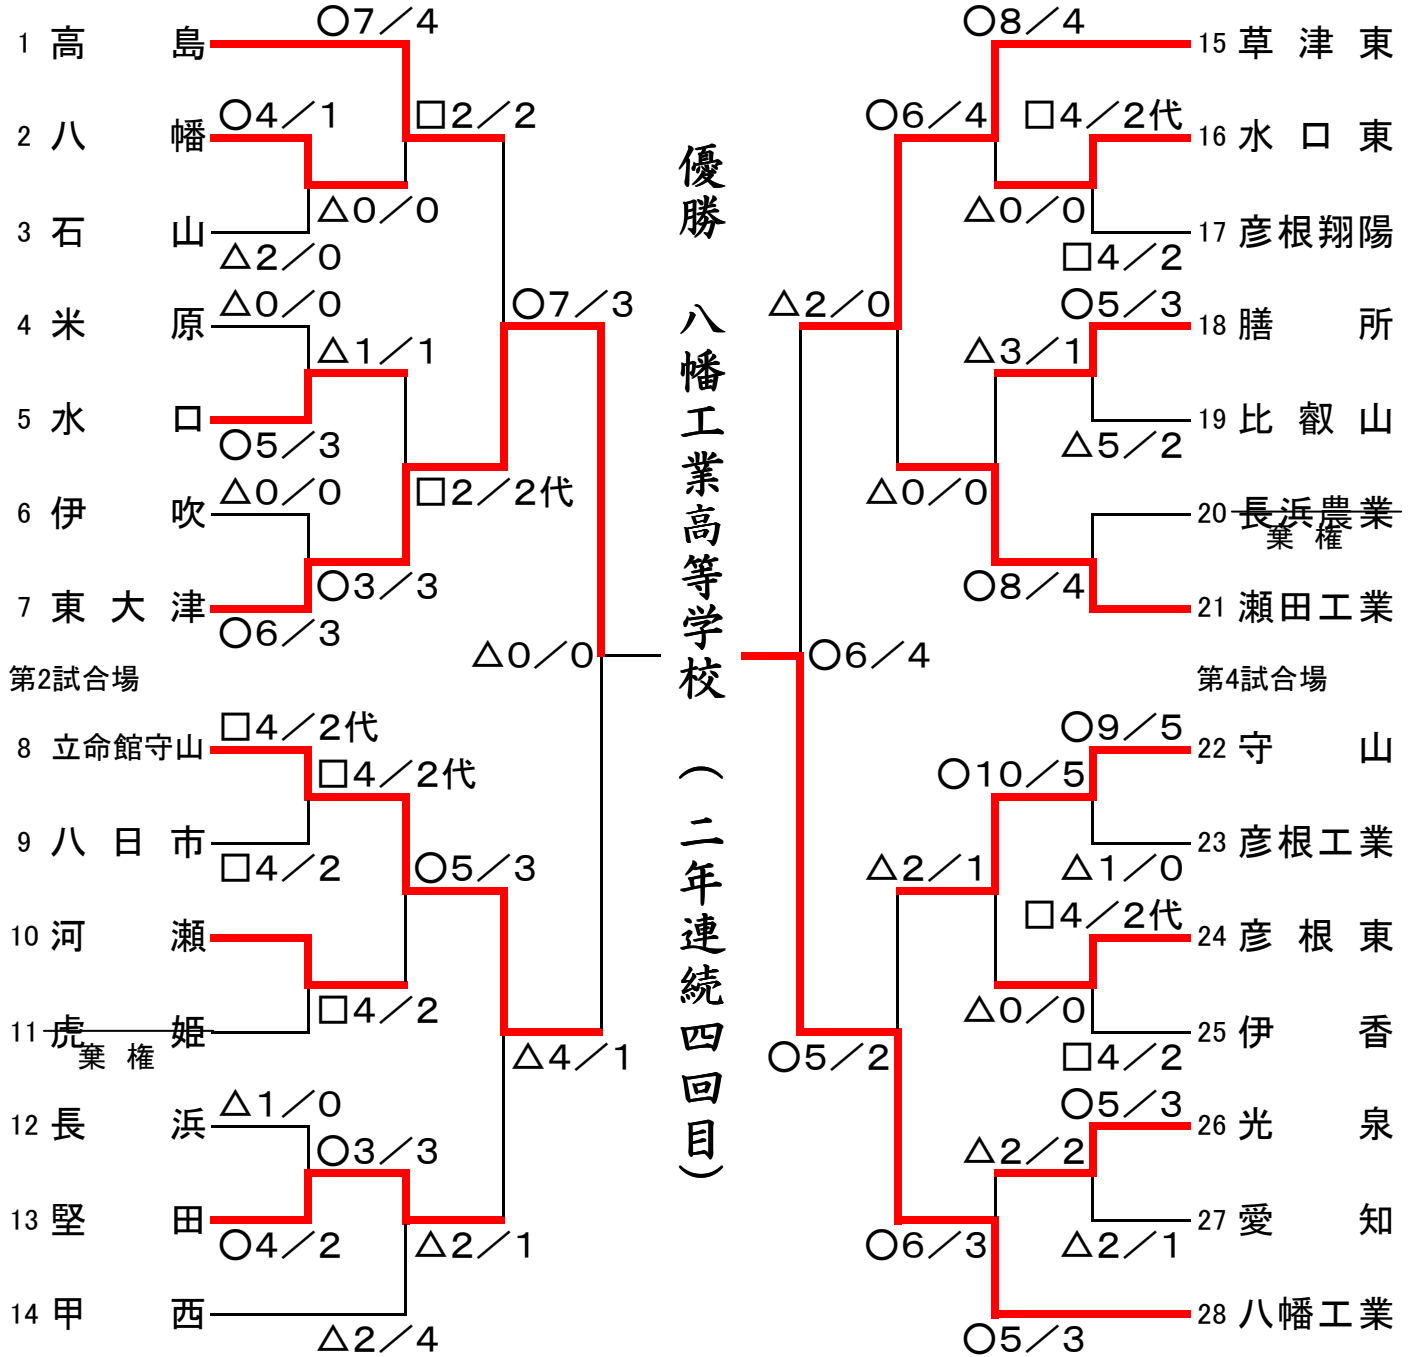 ○7／4
1 高島
○4／1
□2／2
2 八幡
△0／0
3 石山
△2／0
△0／0
4 米原
○7／3
△1／1
5 水口
○5／3
△0／0
□2／2代
6 伊吹
○3／3
7 東大津
○6／3
△0／0
第2試合場
□4／2代
8 立命館守山
□4／2代
9 八日市
□4／2
○5／3
10 河瀬
□4／2
11 虎姫
棄権
△4／1
△1／0
12 長浜
○3／3
13 堅田
○4／2
△2／1
14 甲西
△2／4
優勝 八幡工業高等学校 （二年連続四回目）
○8／4
15 草津東
○6／4
□4／2代
16 水口東
△0／0
17 彦根翔陽
□4／2
△2／0
○5／3
18 膳所
△3／1
19 比叡山
△5／2
△0／0
20 長浜農業
棄権
○8／4
21 瀬田工業
○6／4
第4試合場
○9／5
22 守山
○10／5
23 彦根工業
△2／1
△1／0
□4／2代
24 彦根東
△0／0
25 伊香
○5／2
□4／2
○5／3
26 光泉
△2／2
27 愛知
○6／3
△2／1
28 八幡工業
○5／3